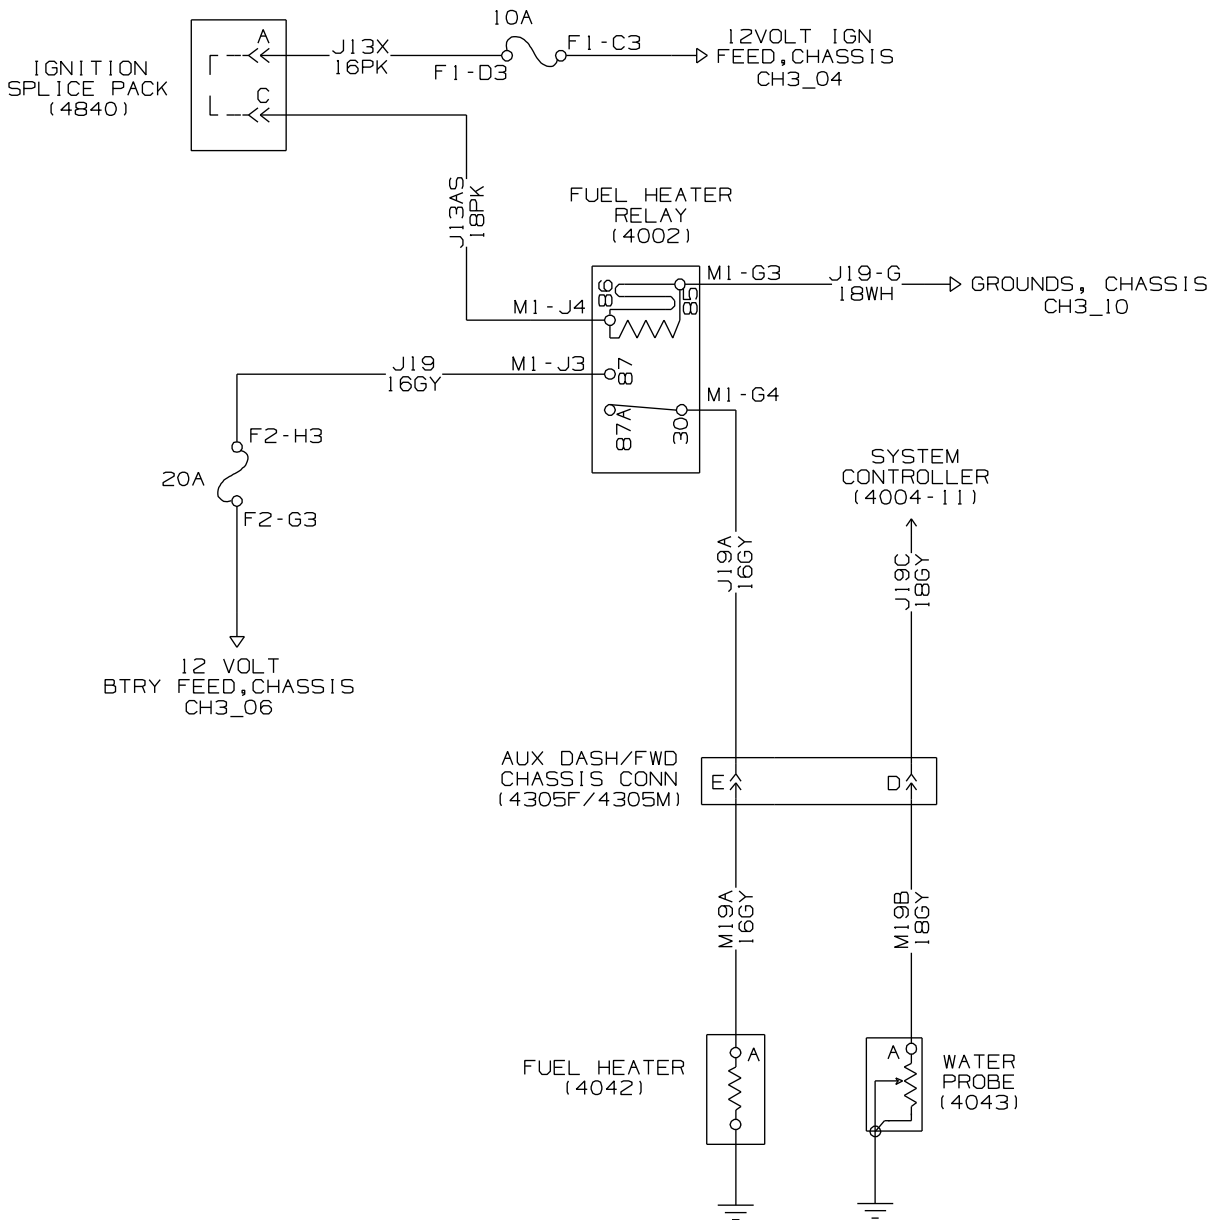 10A
A
J13X
16PK
F1-D3
F1-C3
12VOLT IGN
FEED,CHASSIS
CH3_04
IGNITION
SPLICE PACK
(4840)
C
J13AS
18PK
FUEL HEATER
RELAY
(4002)
86
85
M1-G3
J19-G
18WH
GROUNDS, CHASSIS
CH3_10
M1-J4
J19
16GY
M1-J3
87
87A
30
M1-G4
F2-H3
20A
F2-G3
12 VOLT
BTRY FEED,CHASSIS
CH3_06
SYSTEM
CONTROLLER
(4004-11)
J19A
16GY
J19C
18GY
AUX DASH/FWD
CHASSIS CONN
(4305F/4305M)
E
D
M19A
16GY
M19B
18GY
FUEL HEATER
(4042)
A
A
WATER
PROBE
(4043)